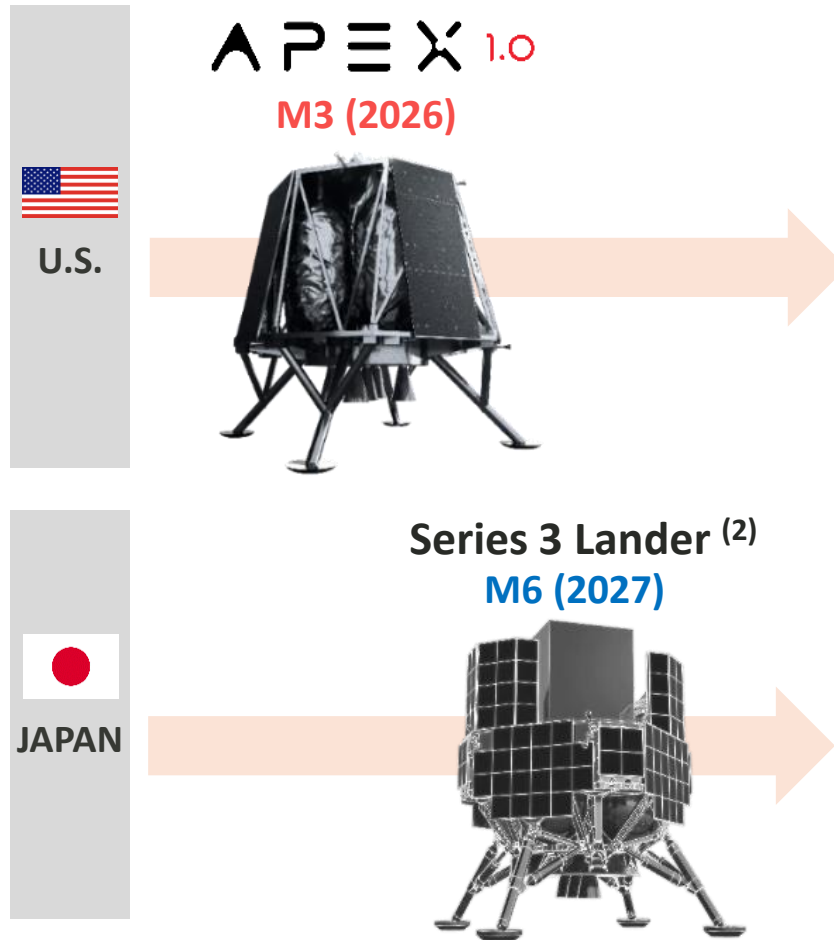 APEX 1.0
M3 (2026)
U.S.
Series 3 Lander (2)
M6 (2027)
JAPAN